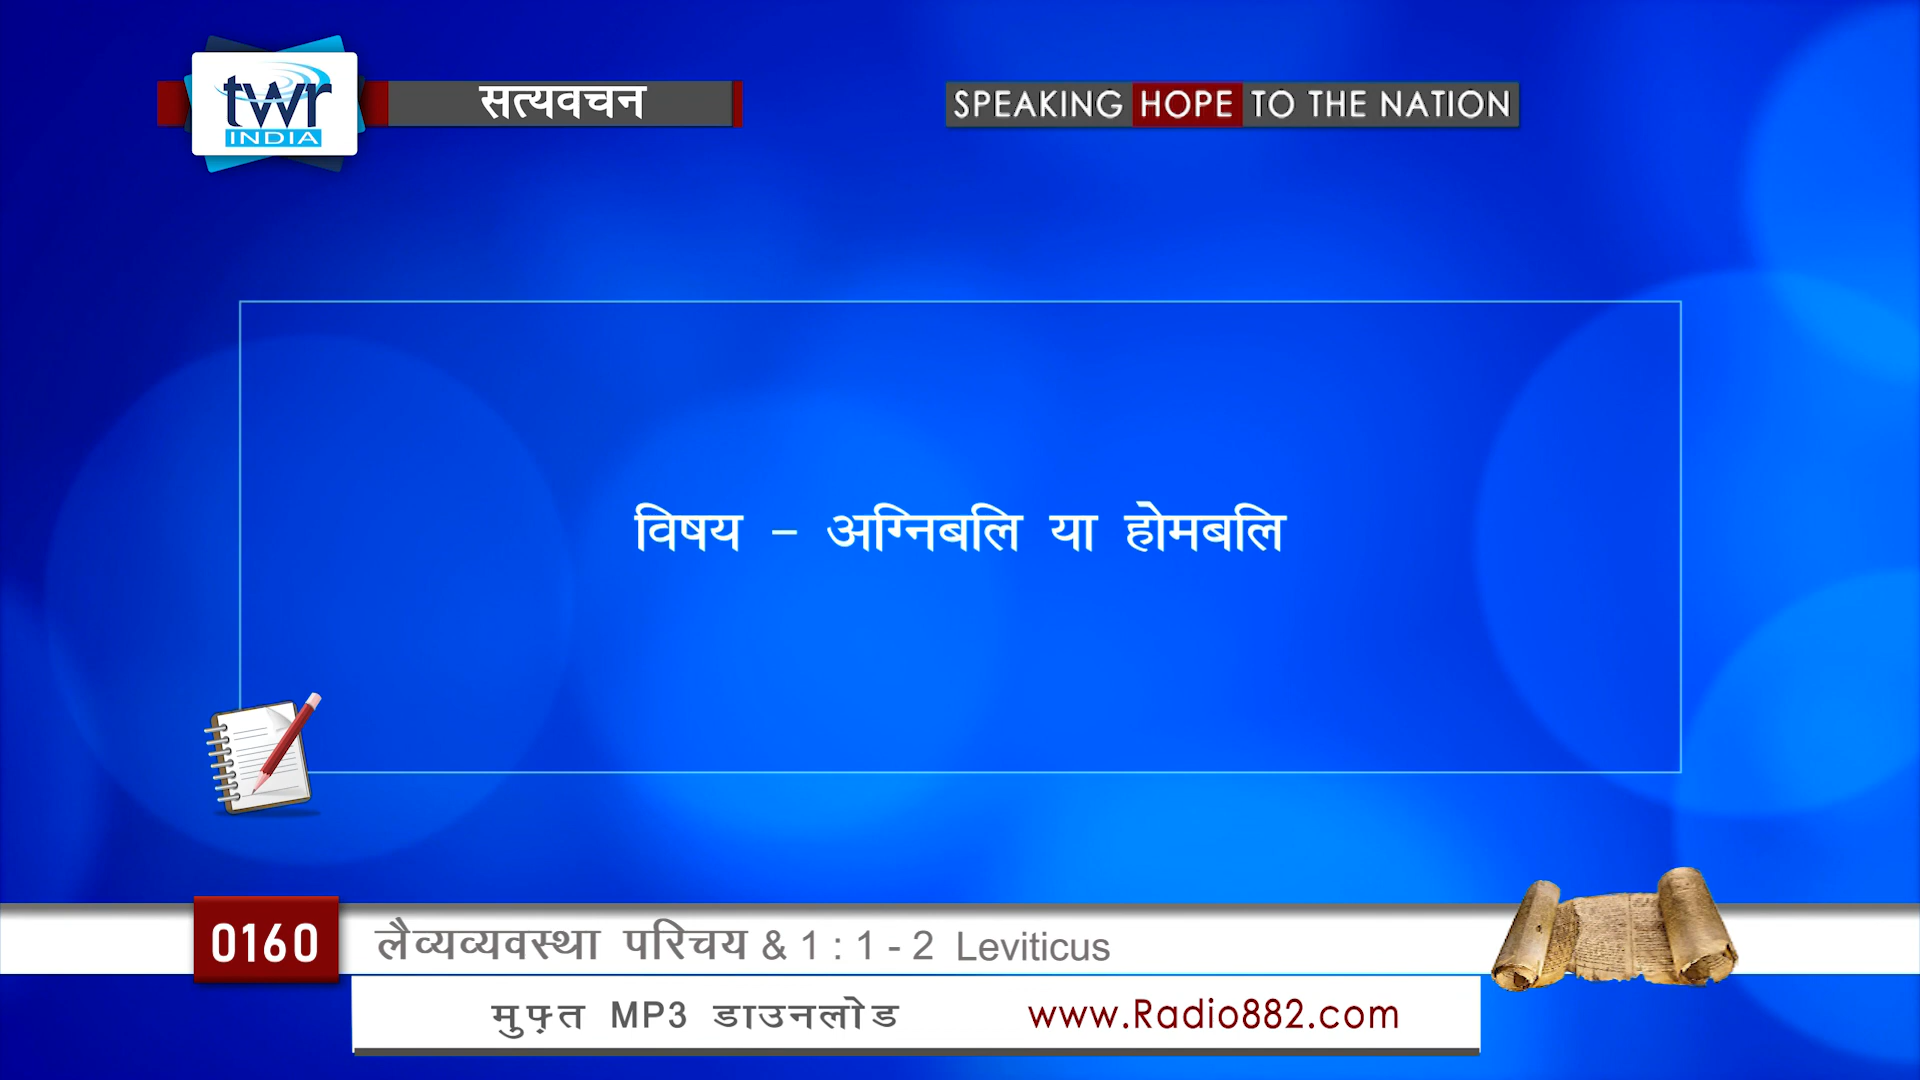 twr
INDIA
सत्यवचन
SPEAKING HOPE TO THE NATION
विषय – अग्निबलि या होमबलि
0160
लैव्यव्यवस्था परिचय & 1 : 1 - 2 Leviticus
मुफ़्त MP3 डाउनलोड www.Radio882.com